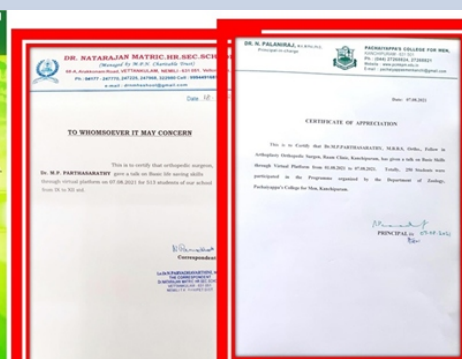 DR. NATARAJAN MATRIC.HR.SEC.SCH
(Managed by M.P.N. Charitable Trust)
Date
TO WHOMSOEVER IT MAY CONCERN
This is to certify that orthopedic surgeon,
Dr. M.P. PARTHASARATHY gave a talk on Basic life saving skills
through virtual platform on 07.08.2021 for 513 students of our school
from IX to XII std.
Correspondent
THE CORRESPONDENT
DR. N. PALANIRAJ,
Principal in-charge
PACHAIYAPPA'S COLLEGE FOR MEN,
KANCHIPURAM
Date: 07.08.2021
CERTIFICATE OF APPRECIATION
This is to Certify that Dr.M.P.PARTHASARATHY, M.B.B.S, Ortho., Fellow in
Arthoplasty Orthopedic Surgeon, Clinic, Kanchipuram, has given a talk on Basic Skills
through Virtual Platform from 01.08.2021 to 07.08.2021. Totally, 250 Students were
participated in the Programme organized by the Department of Zoology,
Pachaiyappa's College for Men, Kanchipuram.
PRINCIPAL